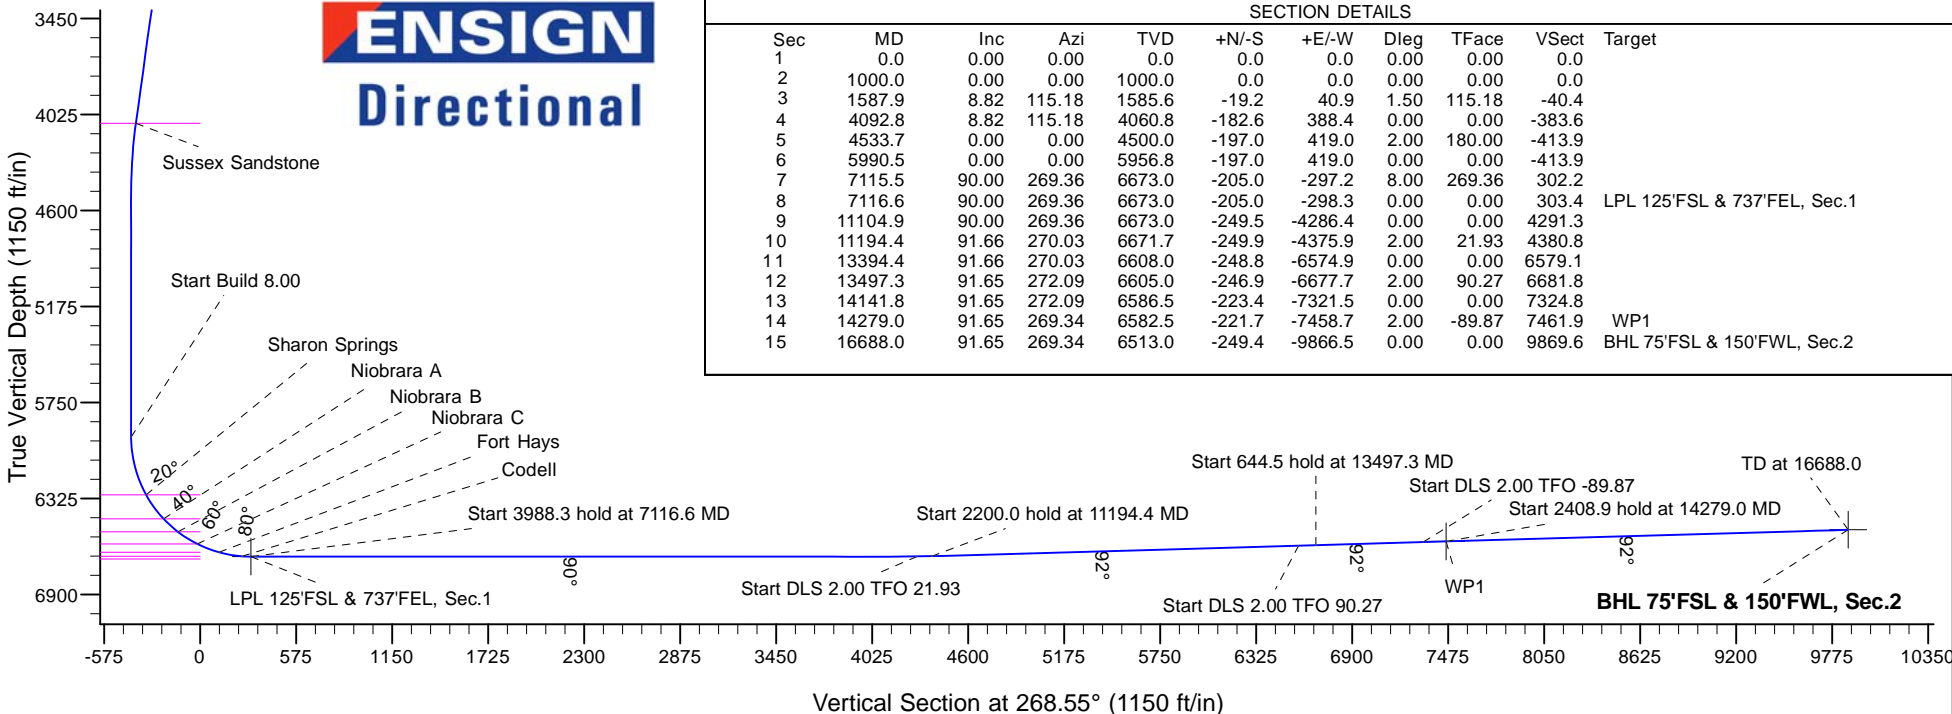 ENSIGN
Directional
SECTION DETAILS
Sec MD Inc Azi TVD +N/-S +E/-W Dleg TFace VSect Target
1 0.0 0.00 0.00 0.0 0.0 0.0 0.00 0.00 0.0
2 1000.0 0.00 0.00 1000.0 0.0 0.0 0.00 0.00 0.0
3 1587.9 8.82 115.18 1585.6 -19.2 40.9 1.50 115.18 -40.4
4 4092.8 8.82 115.18 4060.8 -182.6 388.4 0.00 0.00 -383.6
5 4533.7 0.00 0.00 4500.0 -197.0 419.0 2.00 180.00 -413.9
6 5990.5 0.00 0.00 5956.8 -197.0 419.0 0.00 0.00 -413.9
7 7115.5 90.00 269.36 6673.0 -205.0 -297.2 8.00 269.36 302.2
8 7116.6 90.00 269.36 6673.0 -205.0 -298.3 0.00 0.00 303.4 LPL 125'FSL & 737'FEL, Sec.1
9 11104.9 90.00 269.36 6673.0 -249.5 -4286.4 0.00 0.00 4291.3
10 11194.4 91.66 270.03 6671.7 -249.9 -4375.9 2.00 21.93 4380.8
11 13394.4 91.66 270.03 6608.0 -248.8 -6574.9 0.00 0.00 6579.1
12 13497.3 91.65 272.09 6605.0 -246.9 -6677.7 2.00 90.27 6681.8
13 14141.8 91.65 272.09 6586.5 -223.4 -7321.5 0.00 0.00 7324.8
14 14279.0 91.65 269.34 6582.5 -221.7 -7458.7 2.00 -89.87 7461.9 WP1
15 16688.0 91.65 269.34 6513.0 -249.4 -9866.5 0.00 0.00 9869.6 BHL 75'FSL & 150'FWL, Sec.2
True Vertical Depth (1150 ft/in)
3450
4025
4600
5175
5750
6325
6900
Sussex Sandstone
Start Build 8.00
Sharon Springs
Niobrara A
Niobrara B
Niobrara C
Fort Hays
Codell
20°
40°
60°
80°
Start 3988.3 hold at 7116.6 MD
LPL 125'FSL & 737'FEL, Sec.1
90°
Start DLS 2.00 TFO 21.93
Start 2200.0 hold at 11194.4 MD
92°
Start DLS 2.00 TFO 90.27
Start 644.5 hold at 13497.3 MD
92°
Start DLS 2.00 TFO -89.87
Start 2408.9 hold at 14279.0 MD
WP1
92°
TD at 16688.0
BHL 75'FSL & 150'FWL, Sec.2
-575 0 575 1150 1725 2300 2875 3450 4025 4600 5175 5750 6325 6900 7475 8050 8625 9200 9775 10350
Vertical Section at 268.55° (1150 ft/in)